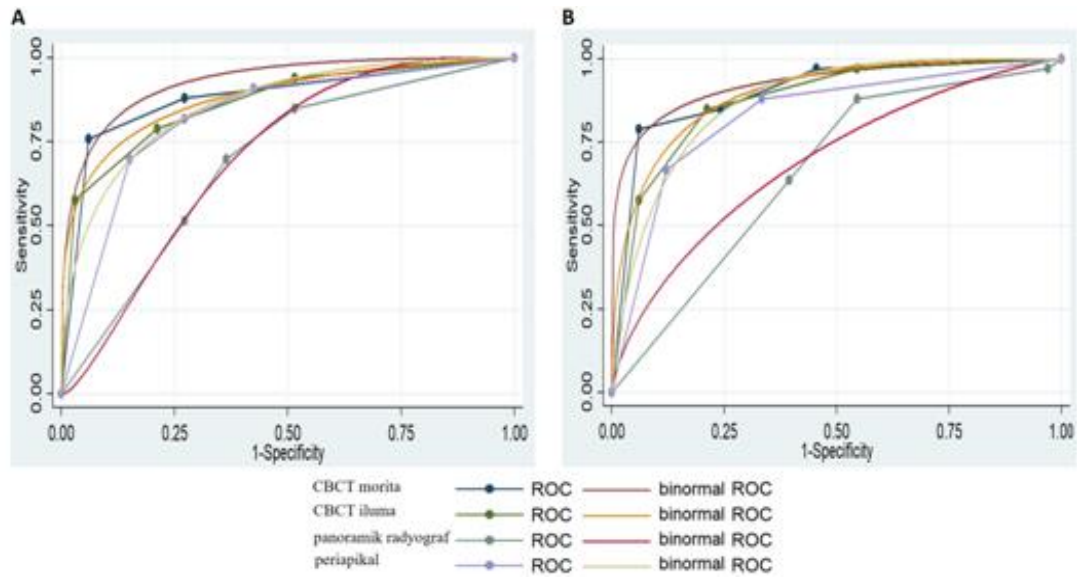 A
B
1.00
0.75
0.50
0.25
0.00
Sensitivity
0.00 0.25 0.50 0.75 1.00
1-Specificity
1.00
0.75
0.50
0.25
0.00
Sensitivity
0.00 0.25 0.50 0.75 1.00
1-Specificity
CBCT morita ROC binormal ROC
CBCT iluma ROC binormal ROC
panoramik radyograf ROC binormal ROC
periapikal ROC binormal ROC